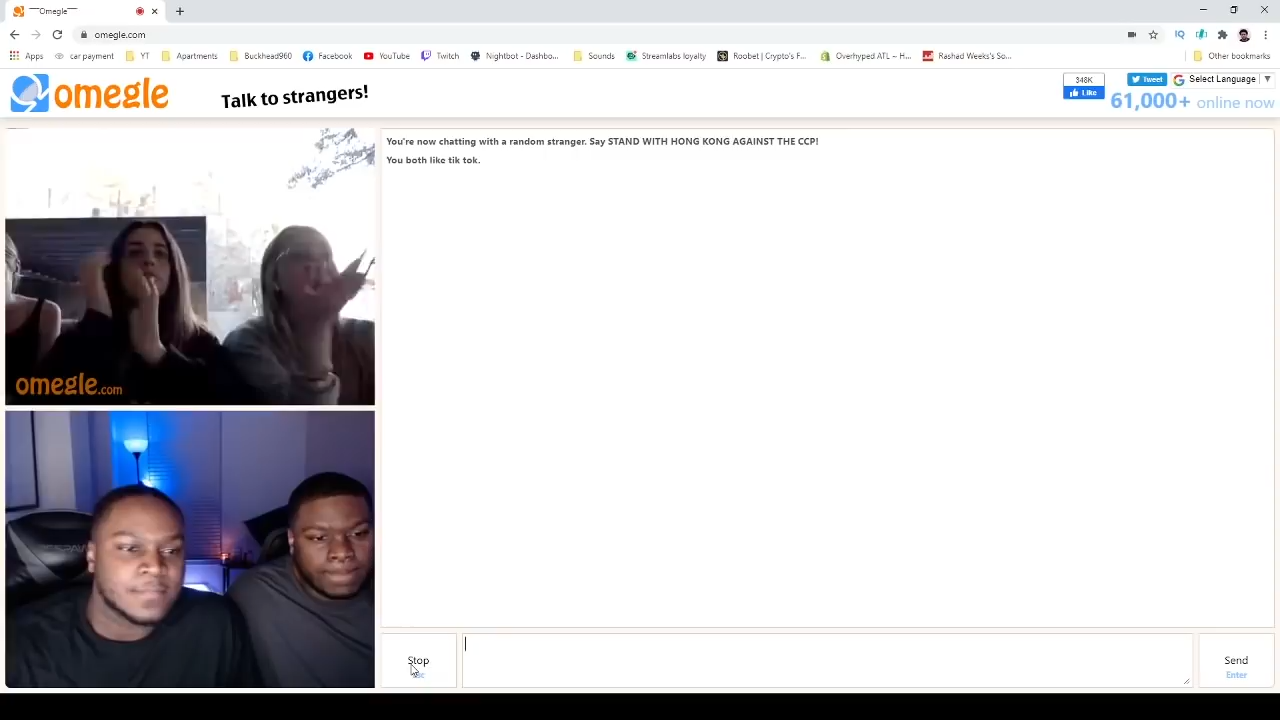 Omegle
omegle.com
Apps
car payment
YT
Apartments
Buckhead960
Facebook
YouTube
Twitch
Nightbot - Dashbo...
Sounds
Streamlabs loyalty
Roobet | Crypto's F...
Overhyped ATL ~ H...
Rashad Weeks's So...
Other bookmarks
omegle
Talk to strangers!
348K
Like
Tweet
G Select Language
61,000+ online now
You're now chatting with a random stranger. Say STAND WITH HONG KONG AGAINST THE CCP!
You both like tik tok.
omegle.com
Stop
Send
Enter